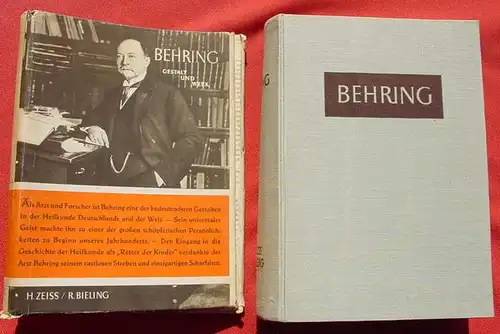 BEHRING
GESTALT
UND
WERK
Als Arzt und Forscher ist Behring eine der bedeutendsten Gestalten
in der Heilkunde Deutschlands und der Welt. — Sein universaler
Geist machte ihn zu einer der großen schöpferischen Persönlich-
keiten zu Beginn unseres Jahrhunderts. — Den Eingang in die
Geschichte der Heilkunde als „Retter der Kinder" verdankte der
Arzt Behring seinem rastlosen Streben und einzigartigen Scharfsinn.
H. ZEISS / R. BIELING
BEHRING